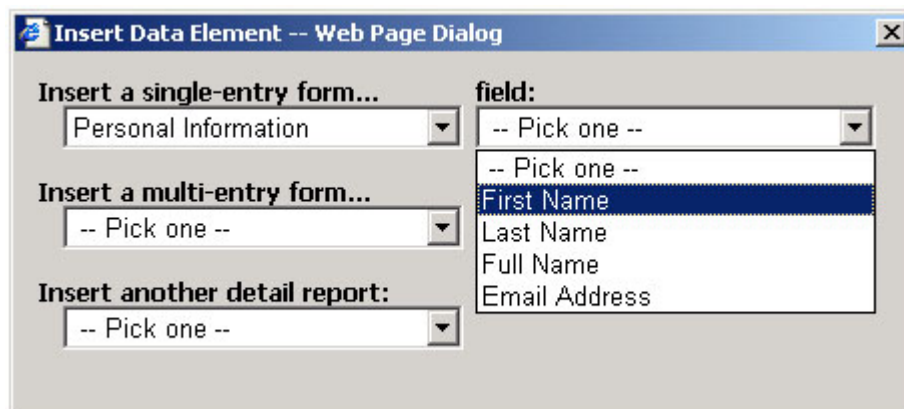 Insert Data Element -- Web Page Dialog
Insert a single-entry form...
Personal Information
field:
-- Pick one --
-- Pick one --
First Name
Last Name
Full Name
Email Address
Insert a multi-entry form...
-- Pick one --
Insert another detail report:
-- Pick one --